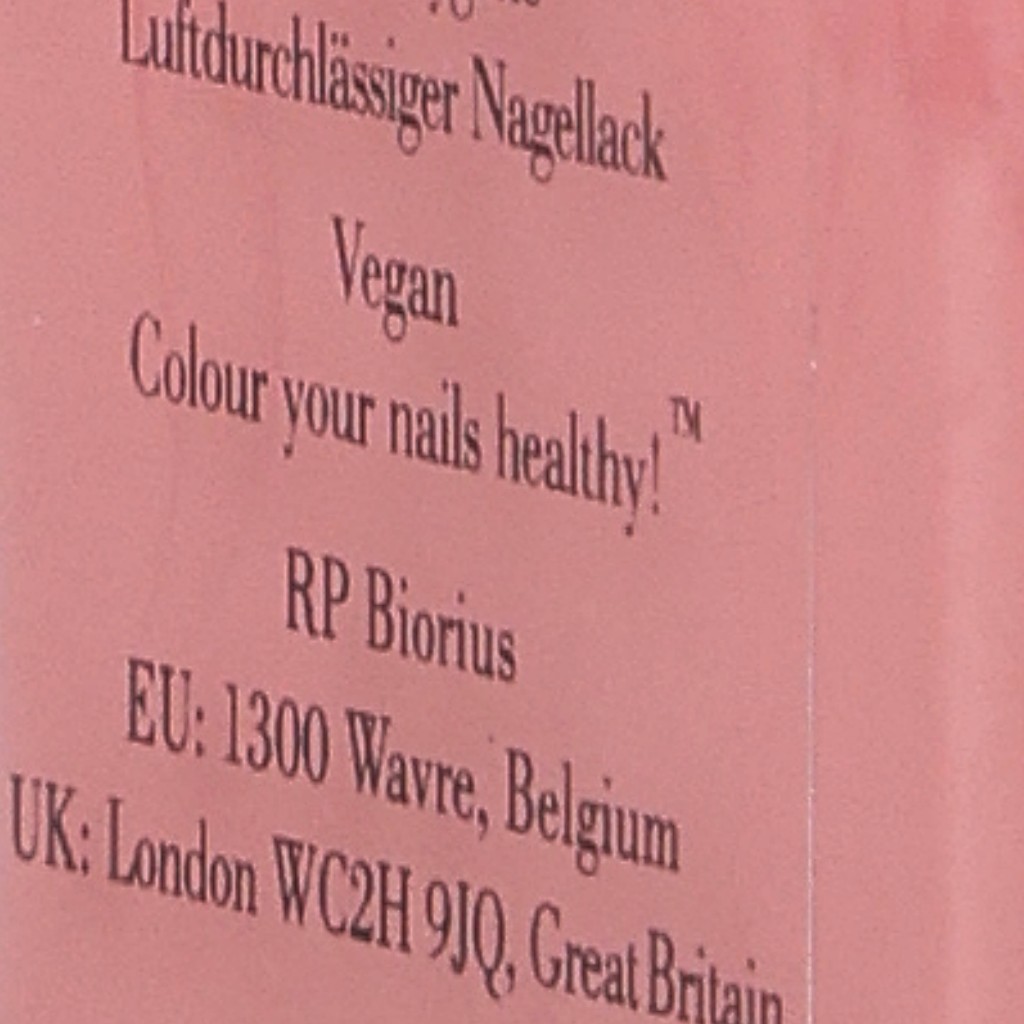 Luftdurchlässiger Nagellack
Vegan
Colour your nails healthy!™
RP Biorius
EU: 1300 Wavre, Belgium
UK: London WC2H 9JQ, Great Britain